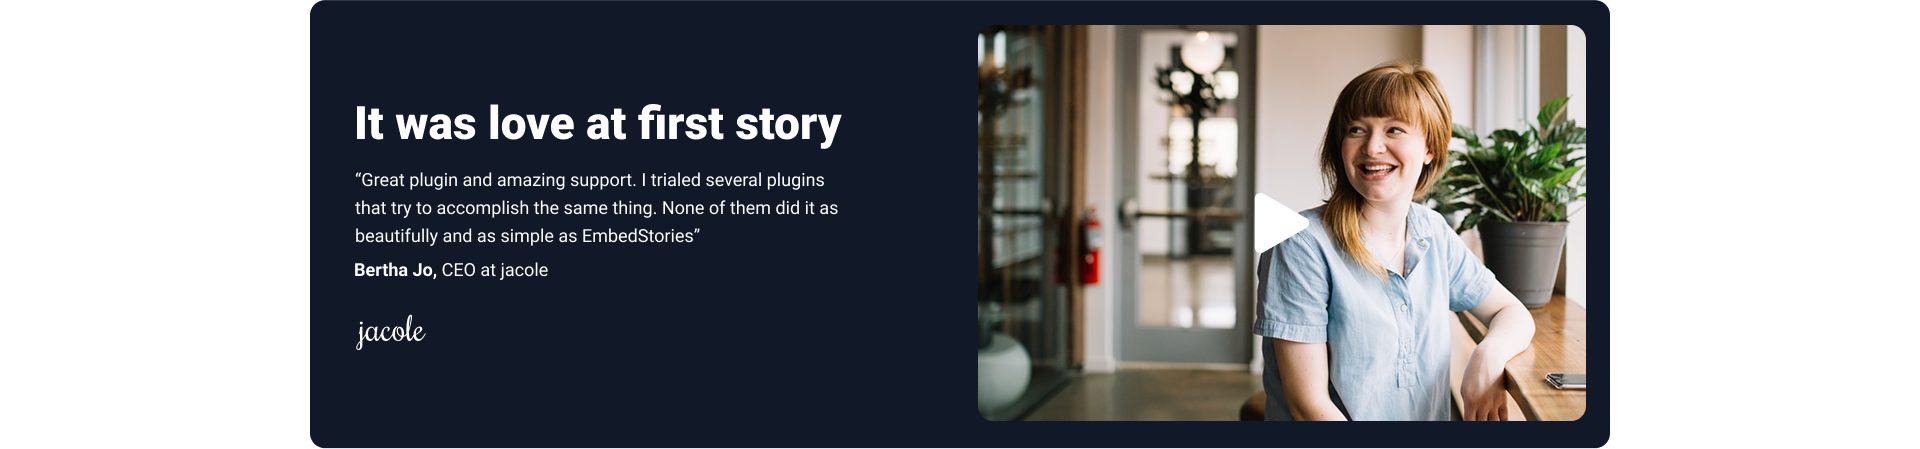 It was love at first story
“Great plugin and amazing support. I trialed several plugins
that try to accomplish the same thing. None of them did it as
beautifully and as simple as EmbedStories”
Bertha Jo, CEO at jacole
jacole